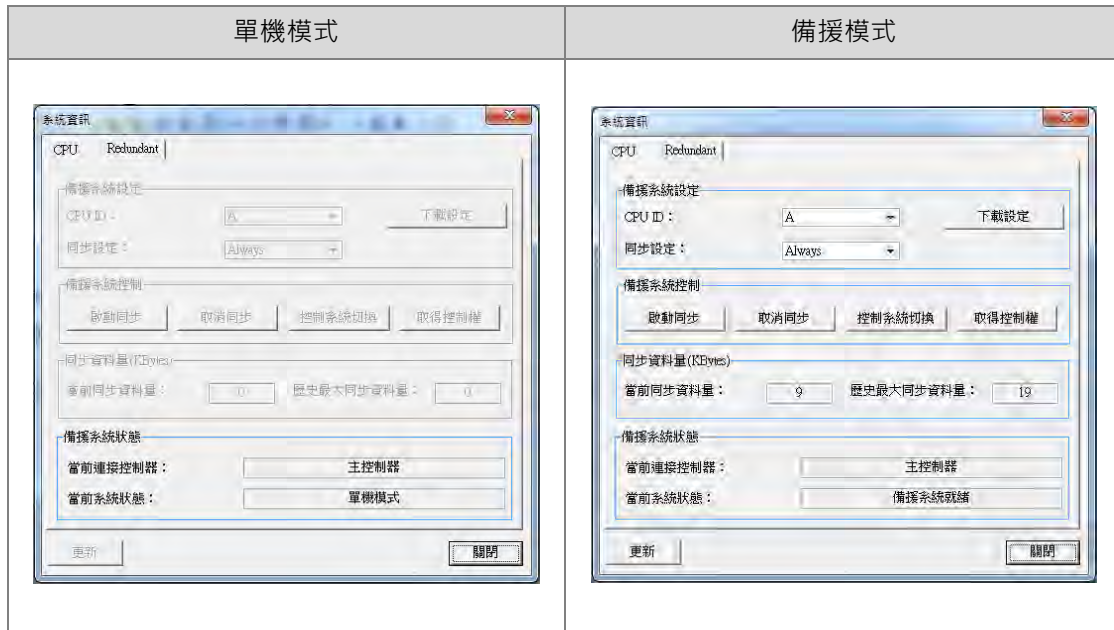 單機模式
備援模式
系統資訊
CPU Redundant
備援系統設定
CPU ID： A 下載設定
同步設定： Always
備援系統控制
啟動同步 取消同步 控制系統切換 取得控制權
同步資料量(KBytes)
當前同步資料量： 0 歷史最大同步資料量： 0
備援系統狀態
當前連接控制器： 主控制器
當前系統狀態： 單機模式
更新 關閉
系統資訊
CPU Redundant
備援系統設定
CPU ID： A 下載設定
同步設定： Always
備援系統控制
啟動同步 取消同步 控制系統切換 取得控制權
同步資料量(KBytes)
當前同步資料量： 9 歷史最大同步資料量： 19
備援系統狀態
當前連接控制器： 主控制器
當前系統狀態： 備援系統就緒
更新 關閉